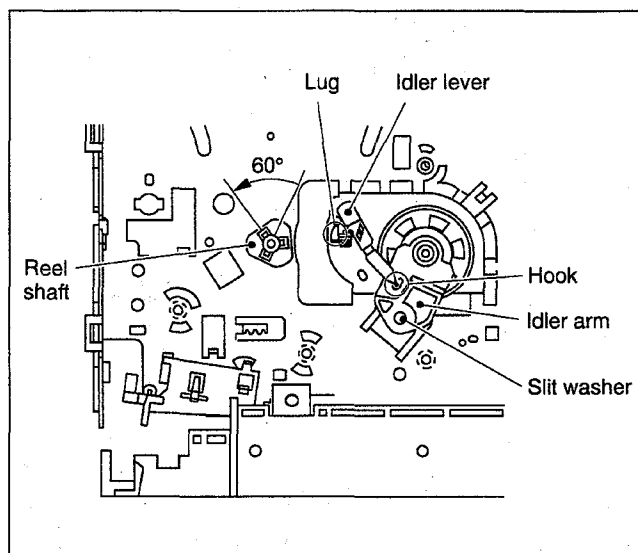 Lug
Idler lever
60°
Reel
shaft
Hook
Idler arm
Slit washer